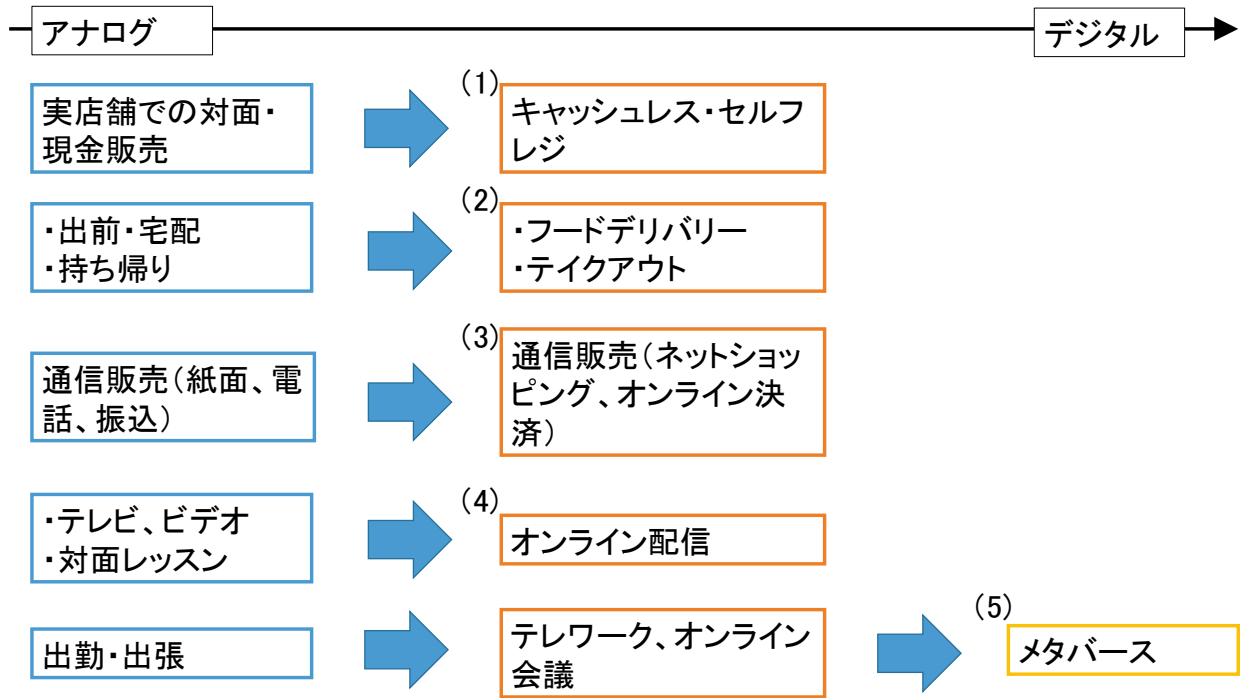 アナログ
デジタル
実店舗での対面・
現金販売
(1)
キャッシュレス・セルフ
レジ
・出前・宅配
・持ち帰り
(2)
・フードデリバリー
・テイクアウト
通信販売(紙面、電
話、振込)
(3)
通信販売(ネットショッ
ピング、オンライン決
済)
・テレビ、ビデオ
・対面レッスン
(4)
オンライン配信
出勤・出張
テレワーク、オンライン
会議
(5)
メタバース